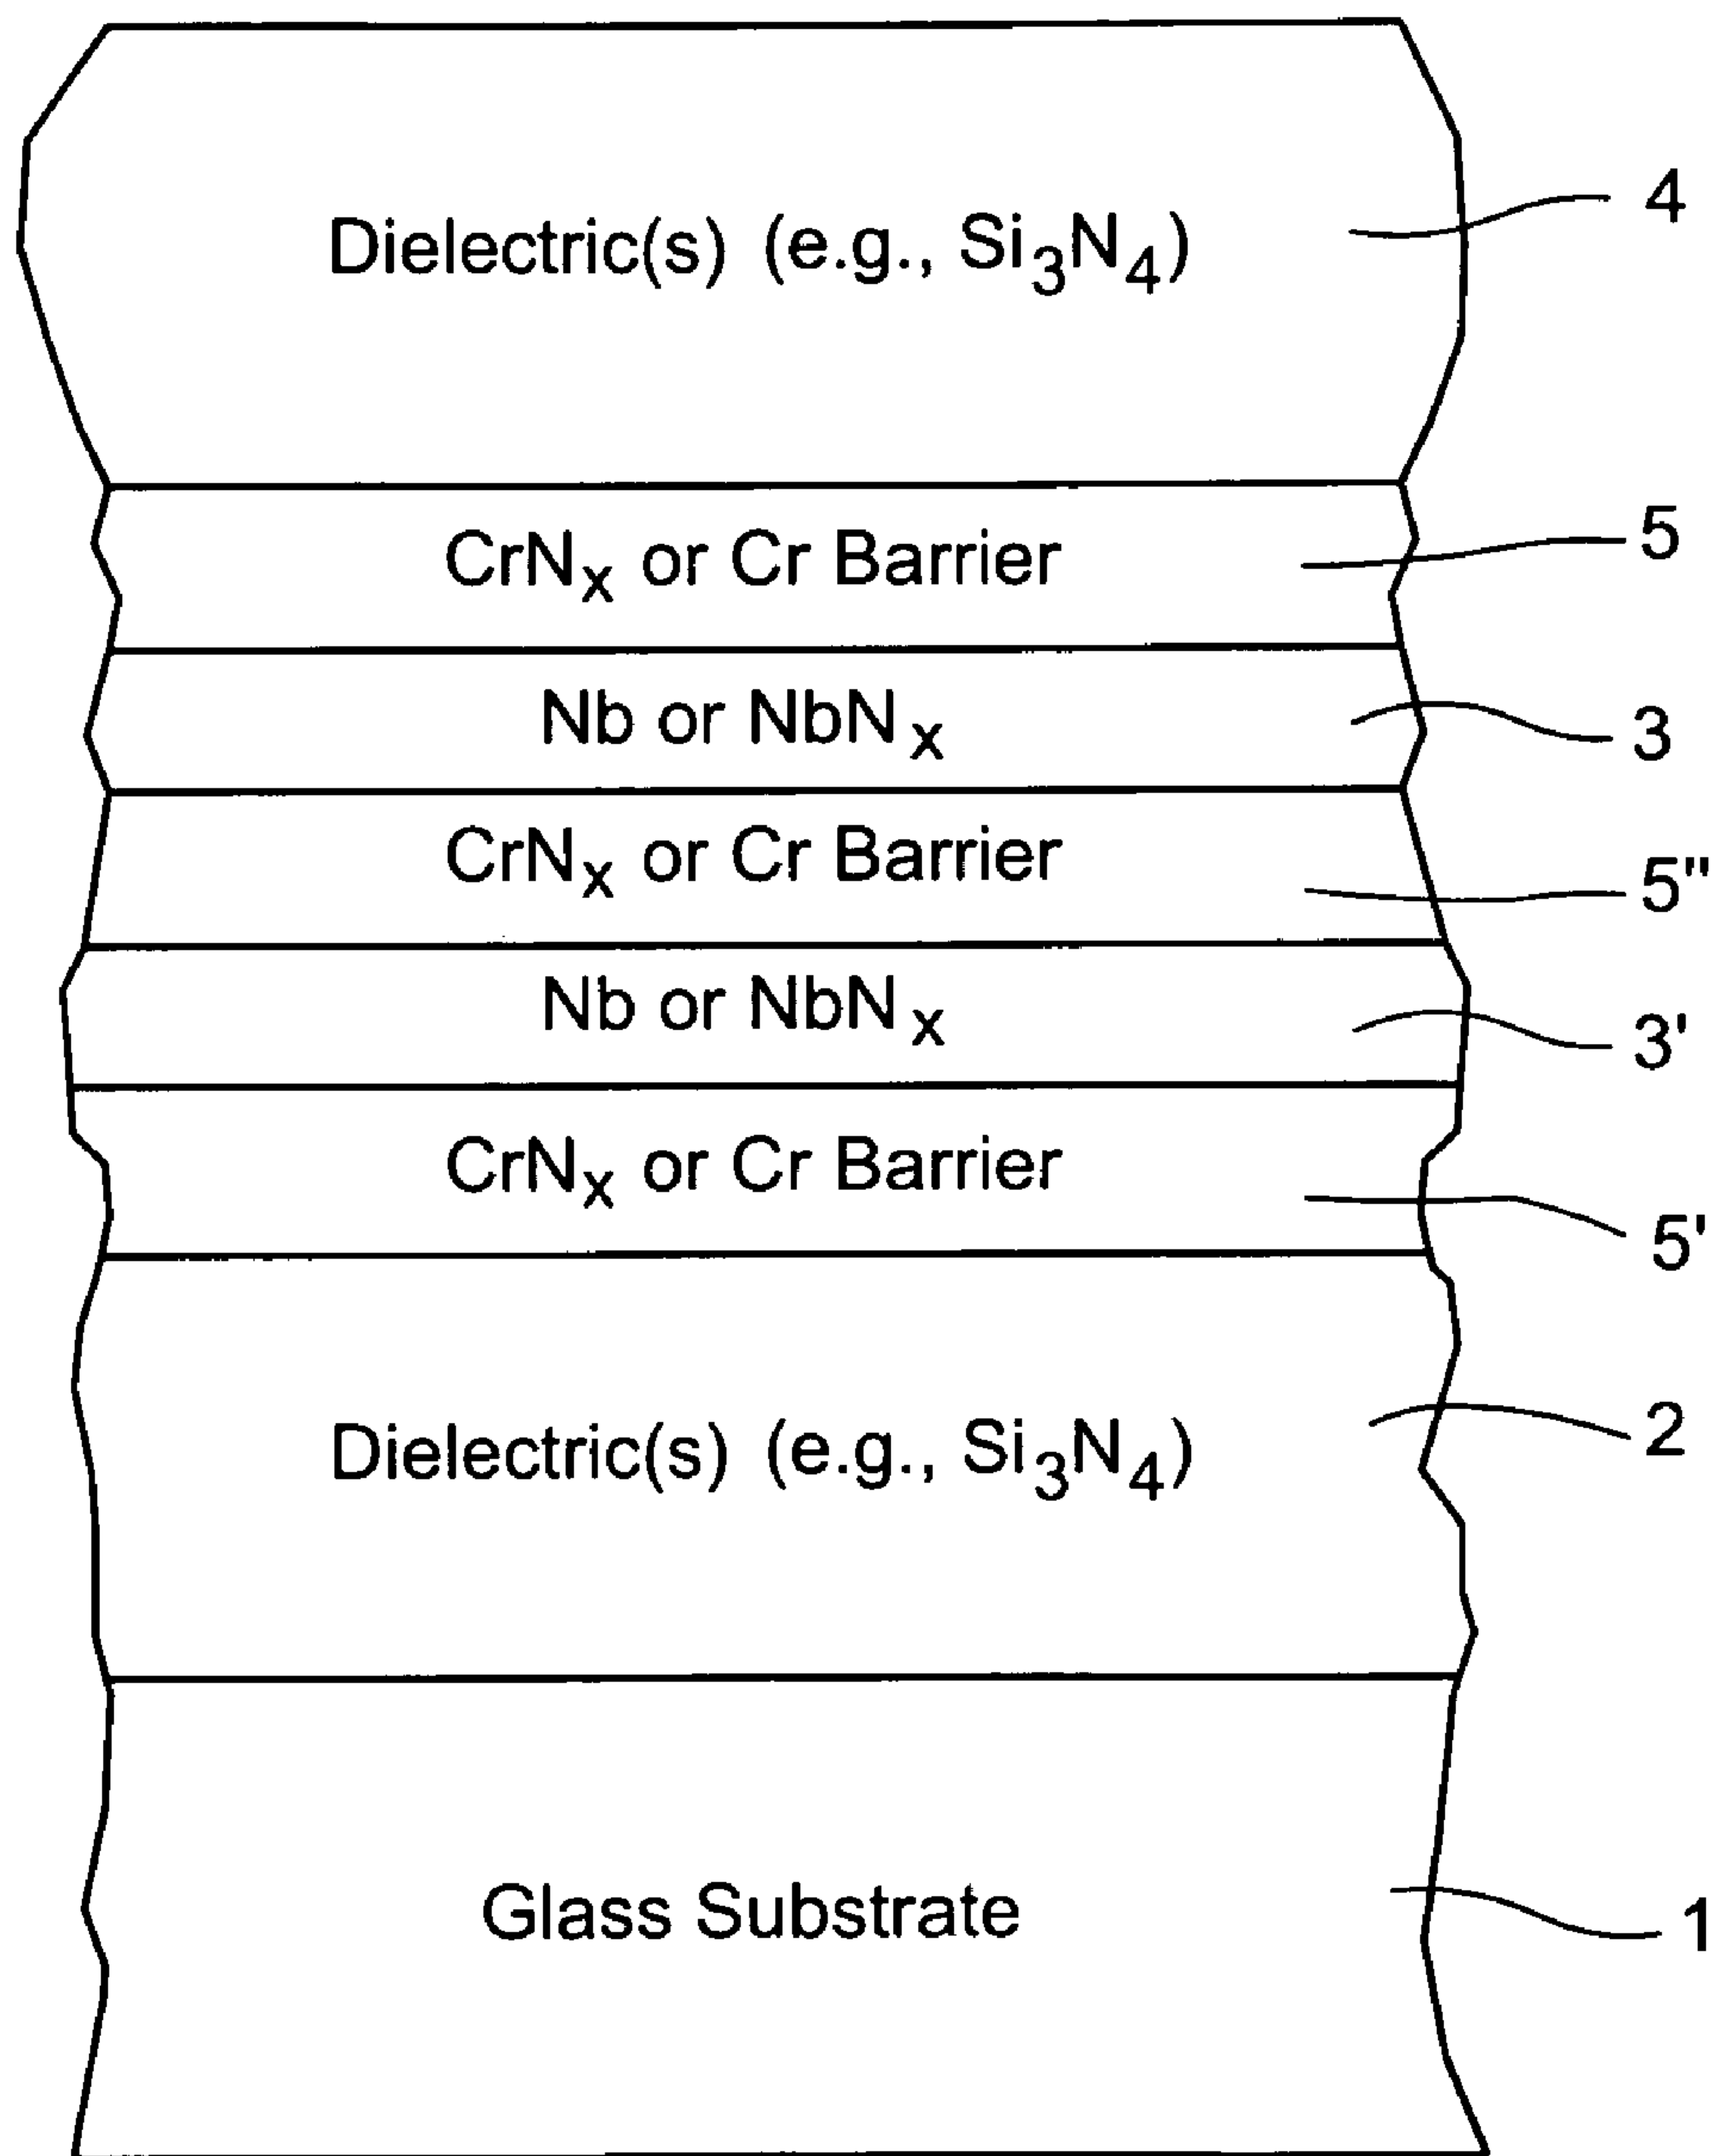 Dielectric(s) (e.g., Si₃N₄) 4
CrNₓ or Cr Barrier 5
Nb or NbNₓ 3
CrNₓ or Cr Barrier 5"
Nb or NbNₓ 3'
CrNₓ or Cr Barrier 5'
Dielectric(s) (e.g., Si₃N₄) 2
Glass Substrate 1